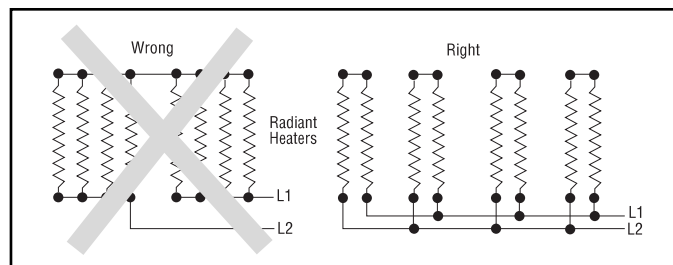 Wrong
Right
Radiant
Heaters
L1
L2
L1
L2